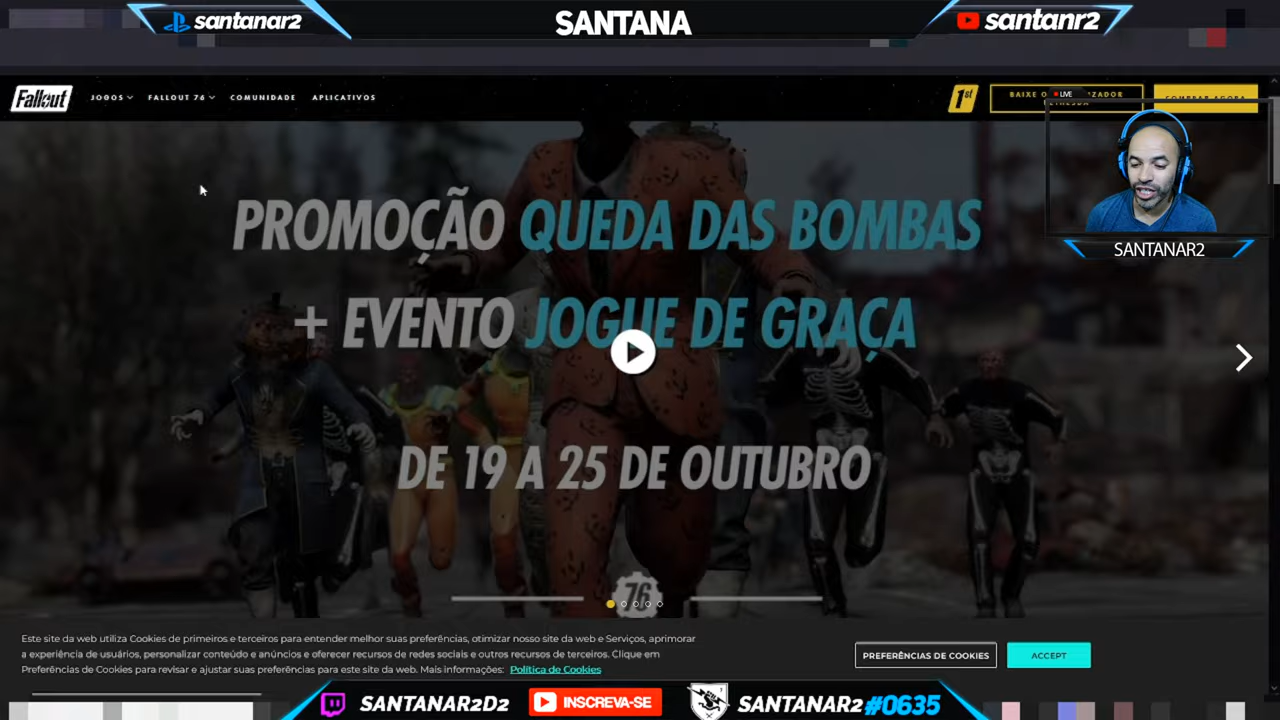 santanar2
SANTANA
santanr2
Fallout
JOGOS
FALLOUT 76
COMUNIDADE
APLICATIVOS
1st
LIVE
PROMOÇÃO QUEDA DAS BOMBAS
+ EVENTO JOGUE DE GRAÇA
DE 19 A 25 DE OUTUBRO
SANTANAR2
76
Este site da web utiliza Cookies de primeiros e terceiros para entender melhor suas preferências, otimizar nosso site da web e Serviços, aprimorar
a experiência de usuários, personalizar conteúdo e anúncios e oferecer recursos de redes sociais e outros recursos de terceiros. Clique em
Preferências de Cookies para revisar e ajustar suas preferências para este site da web. Mais informações: Política de Cookies
PREFERÊNCIAS DE COOKIES
ACCEPT
SANTANAR2D2
INSCREVA-SE
SANTANAR2 #0635